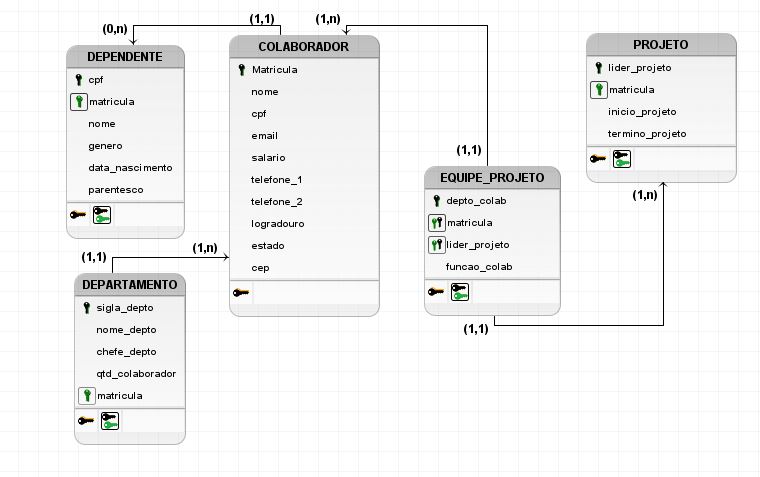 (0,n)
(1,1)
(1,n)
DEPENDENTE
cpf
matricula
nome
genero
data_nascimento
parentesco
COLABORADOR
Matricula
nome
cpf
email
salario
telefone_1
telefone_2
logradouro
estado
cep
PROJETO
lider_projeto
matricula
inicio_projeto
termino_projeto
(1,1)
EQUIPE_PROJETO
depto_colab
matricula
lider_projeto
funcao_colab
(1,n)
(1,1)
(1,1)
(1,n)
DEPARTAMENTO
sigla_depto
nome_depto
chefe_depto
qtd_colaborador
matricula